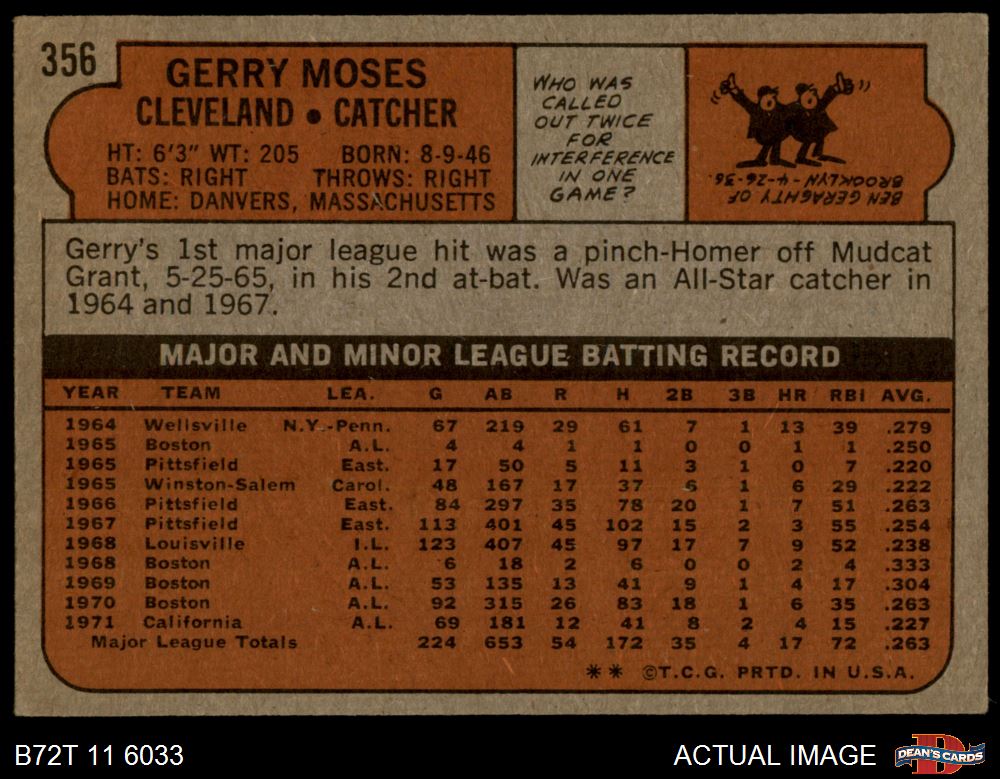 356
GERRY MOSES
CLEVELAND • CATCHER
HT: 6'3" WT: 205 BORN: 8-9-46
BATS: RIGHT THROWS: RIGHT
HOME: DANVERS, MASSACHUSETTS
WHO WAS
CALLED
OUT TWICE
FOR
INTERFERENCE
IN ONE
GAME?
BEN GERAGHTY OF
BROOKLYN - 4-26-36.
Gerry's 1st major league hit was a pinch-Homer off Mudcat
Grant, 5-25-65, in his 2nd at-bat. Was an All-Star catcher in
1964 and 1967.
MAJOR AND MINOR LEAGUE BATTING RECORD
YEAR TEAM LEA. G AB R H 2B 3B HR RBI AVG.
1964 Wellsville N.Y.-Penn. 67 219 29 61 7 1 13 39 .279
1965 Boston A.L. 4 4 1 1 0 0 1 1 .250
1965 Pittsfield East. 17 50 5 11 3 1 0 7 .220
1965 Winston-Salem Carol. 48 167 17 37 6 1 6 29 .222
1966 Pittsfield East. 84 297 35 78 20 1 7 51 .263
1967 Pittsfield East. 113 401 45 102 15 2 3 55 .254
1968 Louisville I.L. 123 407 45 97 17 7 9 52 .238
1968 Boston A.L. 6 18 2 6 0 0 2 4 .333
1969 Boston A.L. 53 135 13 41 9 1 4 17 .304
1970 Boston A.L. 92 315 26 83 18 1 6 35 .263
1971 California A.L. 69 181 12 41 8 2 4 15 .227
Major League Totals 224 653 54 172 35 4 17 72 .263
** ©T.C.G. PRTD. IN U.S.A.
B72T 11 6033
ACTUAL IMAGE
DEAN'S CARDS